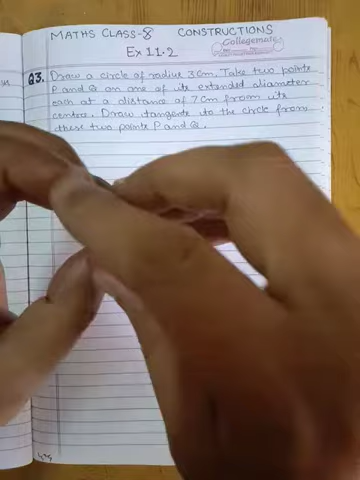 MATHS CLASS-8 CONSTRUCTIONS
Ex 11.2
Collegemate
Q3. Draw a circle of radius 3 cm. Take two points
P and Q on one of its extended diameter
each at a distance of 7 cm from its
centre. Draw tangents to the circle from
these two points P and Q.